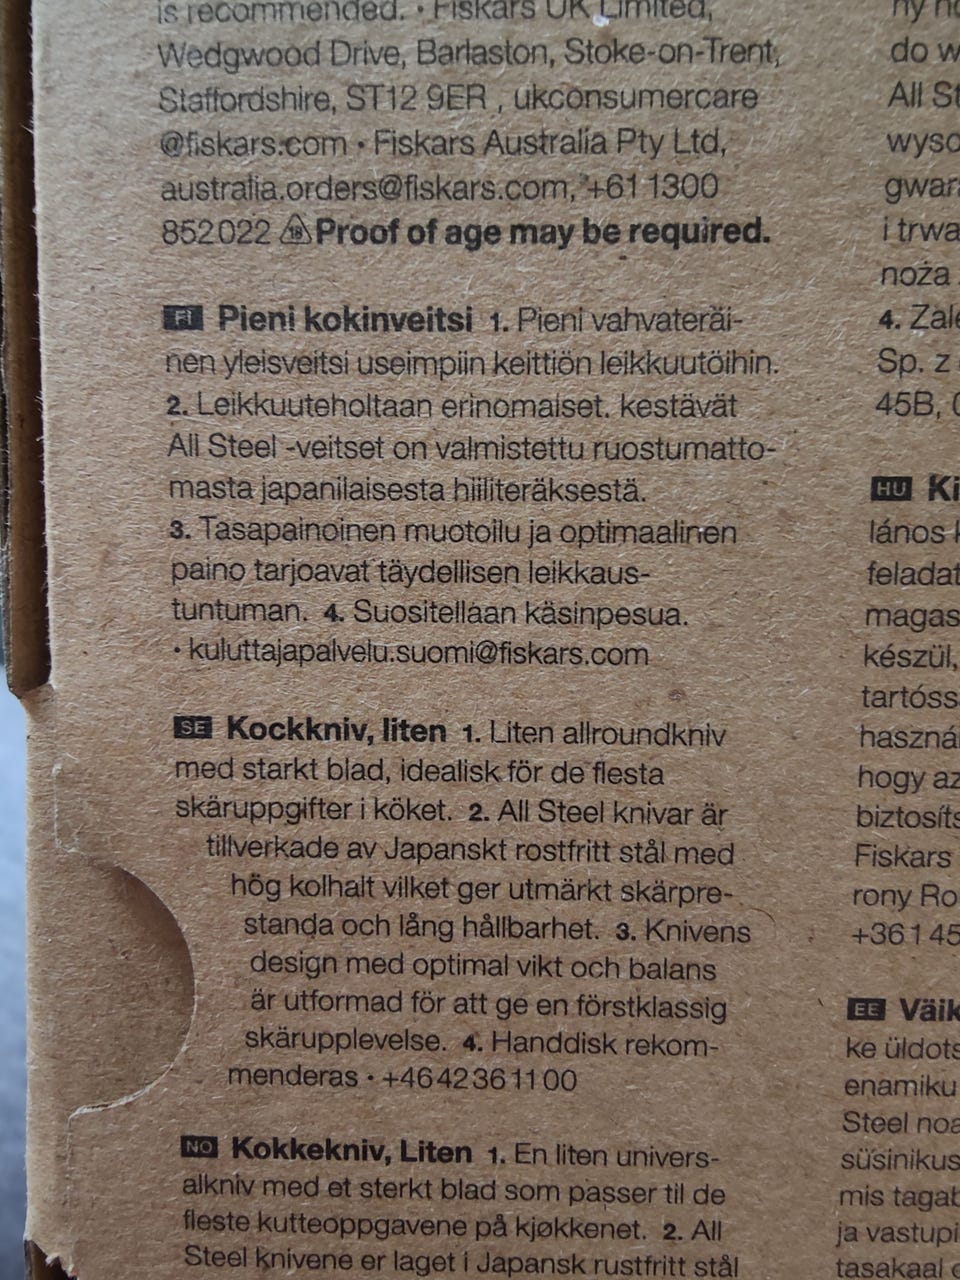 is recommended. • Fiskars UK Limited,
Wedgwood Drive, Barlaston, Stoke-on-Trent,
Staffordshire, ST12 9ER , ukconsumercare
@fiskars.com • Fiskars Australia Pty Ltd,
australia.orders@fiskars.com, +61 1300
852022 18 Proof of age may be required.
FI Pieni kokinveitsi 1. Pieni vahvateräi-
nen yleisveitsi useimpiin keittiön leikkuutöihin.
2. Leikkuuteholtaan erinomaiset. kestävät
All Steel -veitset on valmistettu ruostumatto-
masta japanilaisesta hiiliteräksestä.
3. Tasapainoinen muotoilu ja optimaalinen
paino tarjoavat täydellisen leikkaus-
tuntuman. 4. Suositellaan käsinpesua.
• kuluttajapalvelu.suomi@fiskars.com
SE Kockkniv, liten 1. Liten allroundkniv
med starkt blad, idealisk för de flesta
skäruppgifter i köket. 2. All Steel knivar är
tillverkade av Japanskt rostfritt stål med
hög kolhalt vilket ger utmärkt skärpre-
standa och lång hållbarhet. 3. Knivens
design med optimal vikt och balans
är utformad för att ge en förstklassig
skärupplevelse. 4. Handdisk rekom-
menderas • +4642361100
NO Kokkekniv, Liten 1. En liten univers-
alkniv med et sterkt blad som passer til de
fleste kutteoppgavene på kjøkkenet. 2. All
Steel knivene er laget i Japansk rustfritt stål
do w
All St
wyso
gwar
i trwa
noża
4. Zale
Sp. z
45B,
HU Ki
lános k
feladat
magas
készül,
tartóss
haszná
hogy az
biztosíts
Fiskars
rony Ro
+36 1 45
EE Väik
ke üldots
enamiku
Steel noa
süsinikus
mis tagab
ja vastupi
tasakaal